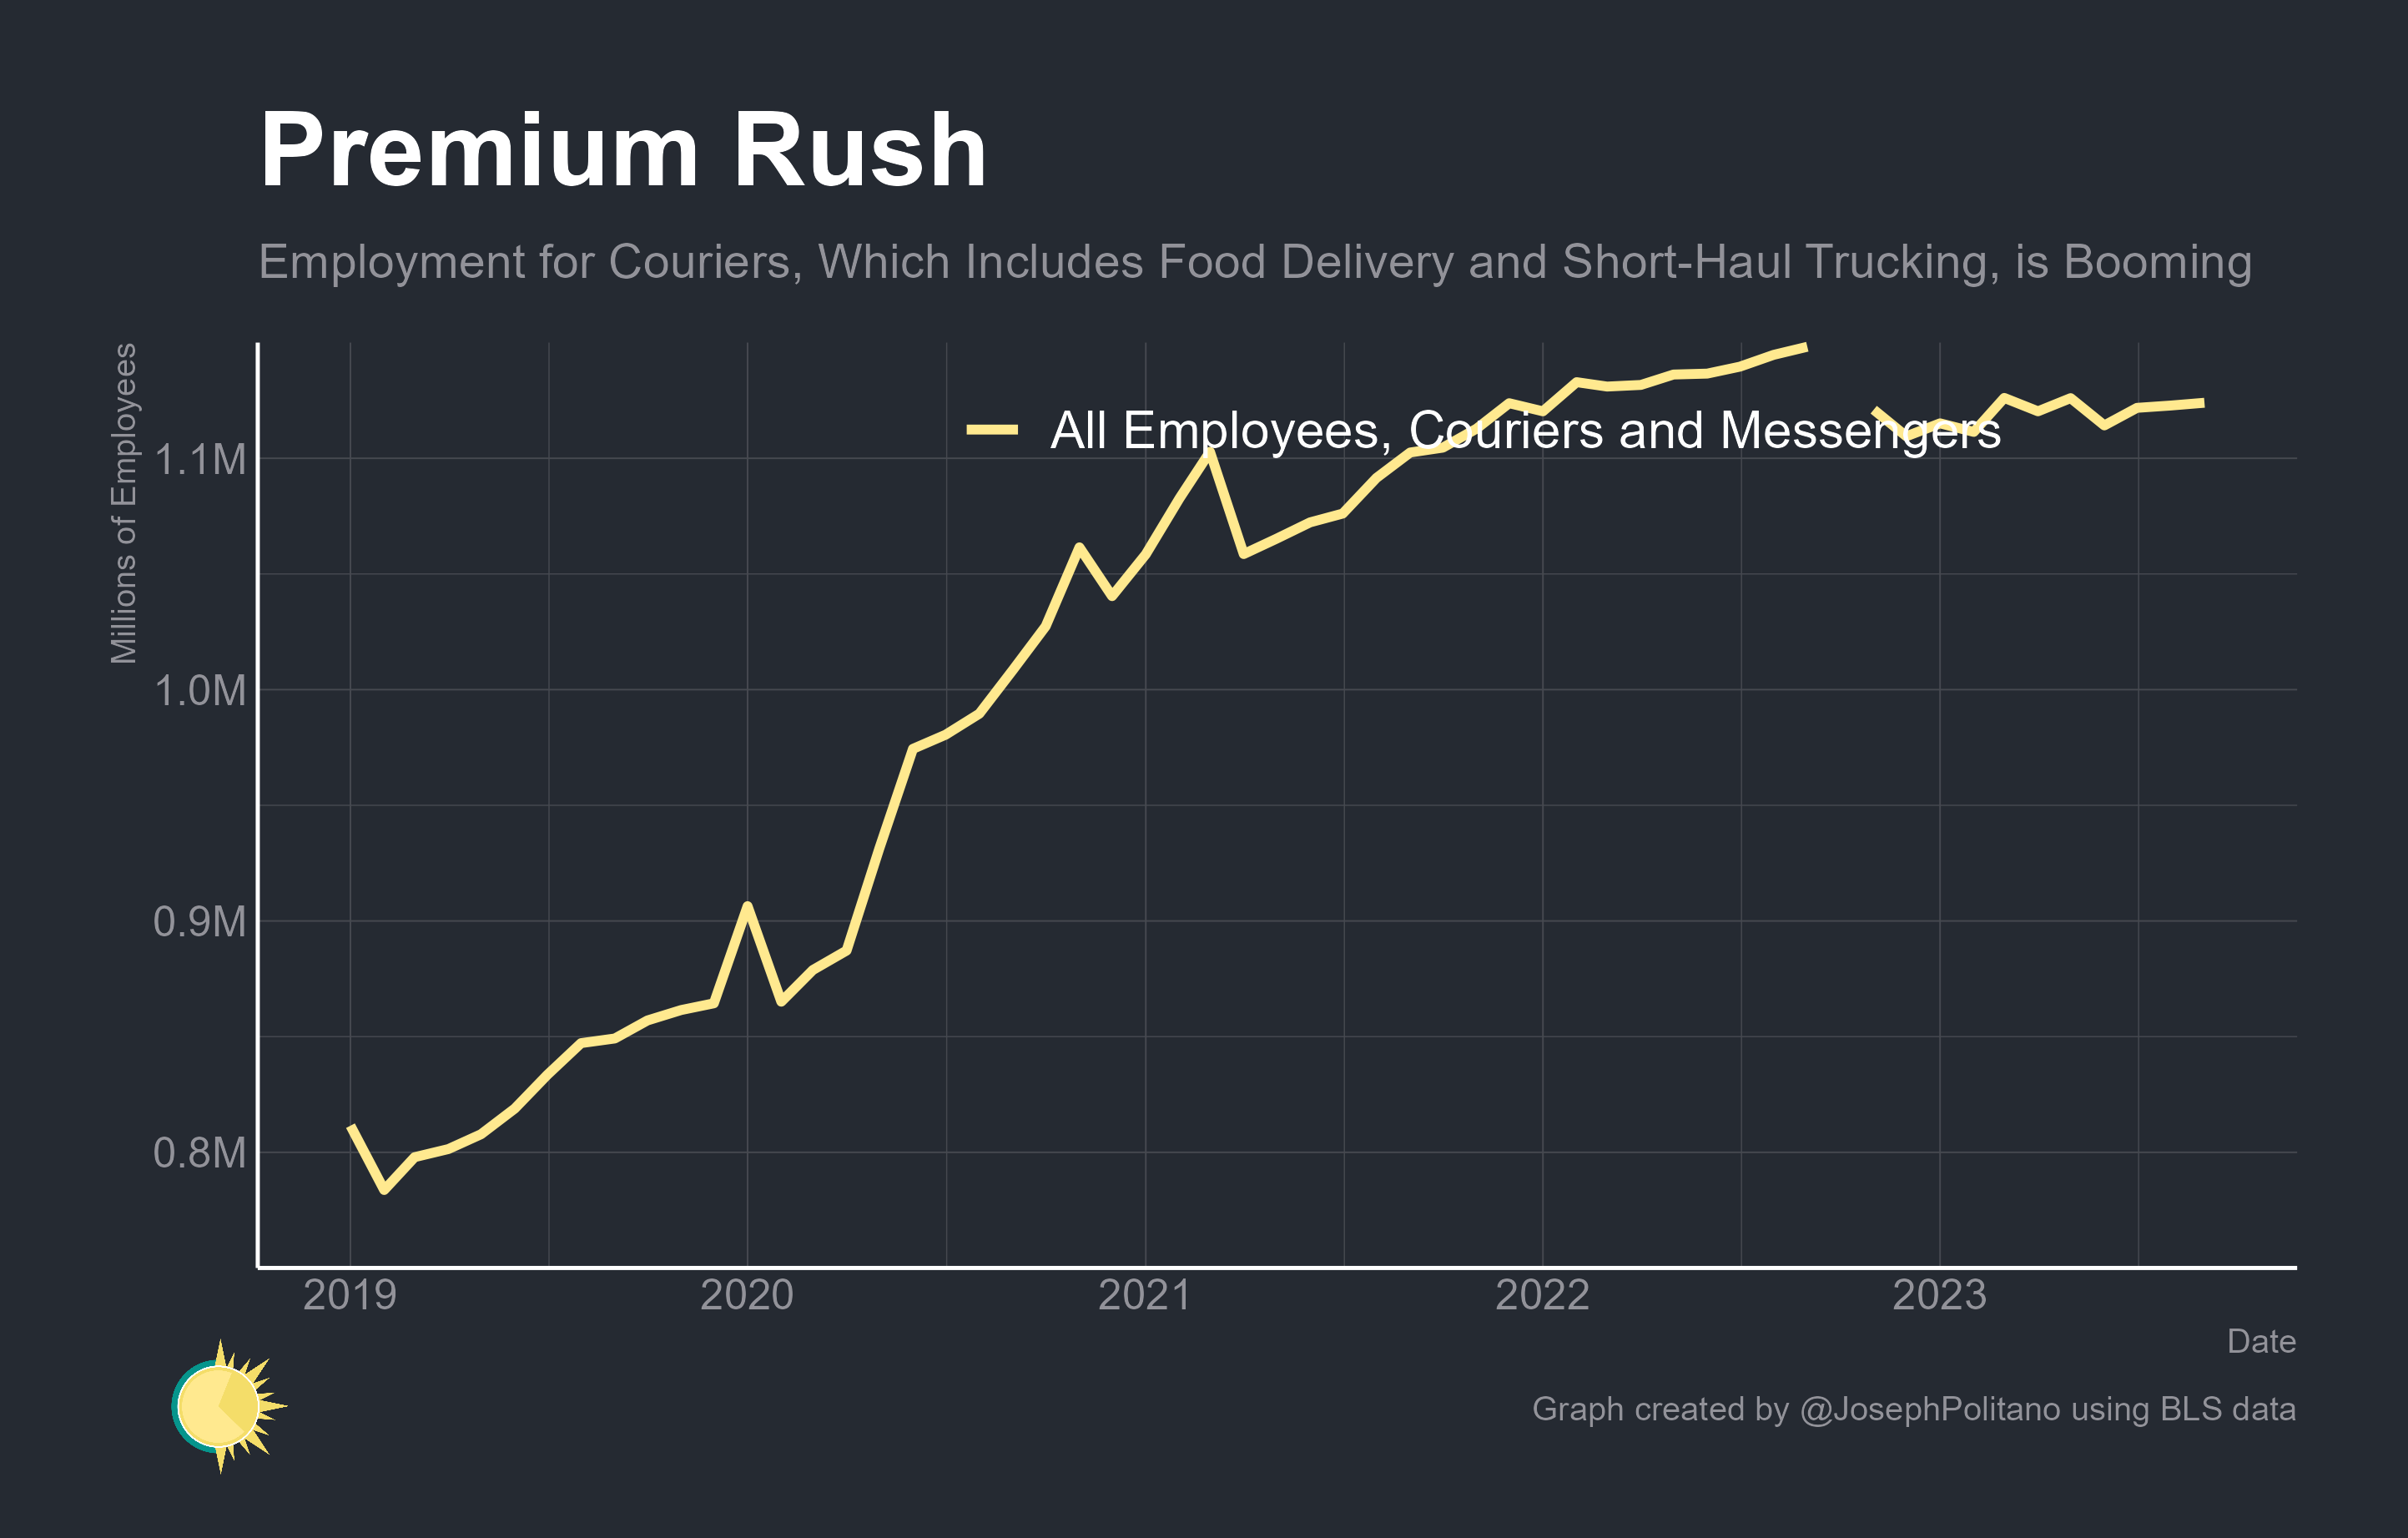 Premium Rush
Employment for Couriers, Which Includes Food Delivery and Short-Haul Trucking, is Booming
Millions of Employees
All Employees, Couriers and Messengers
1.1M
1.0M
0.9M
0.8M
2019 2020 2021 2022 2023
Date
Graph created by @JosephPolitano using BLS data